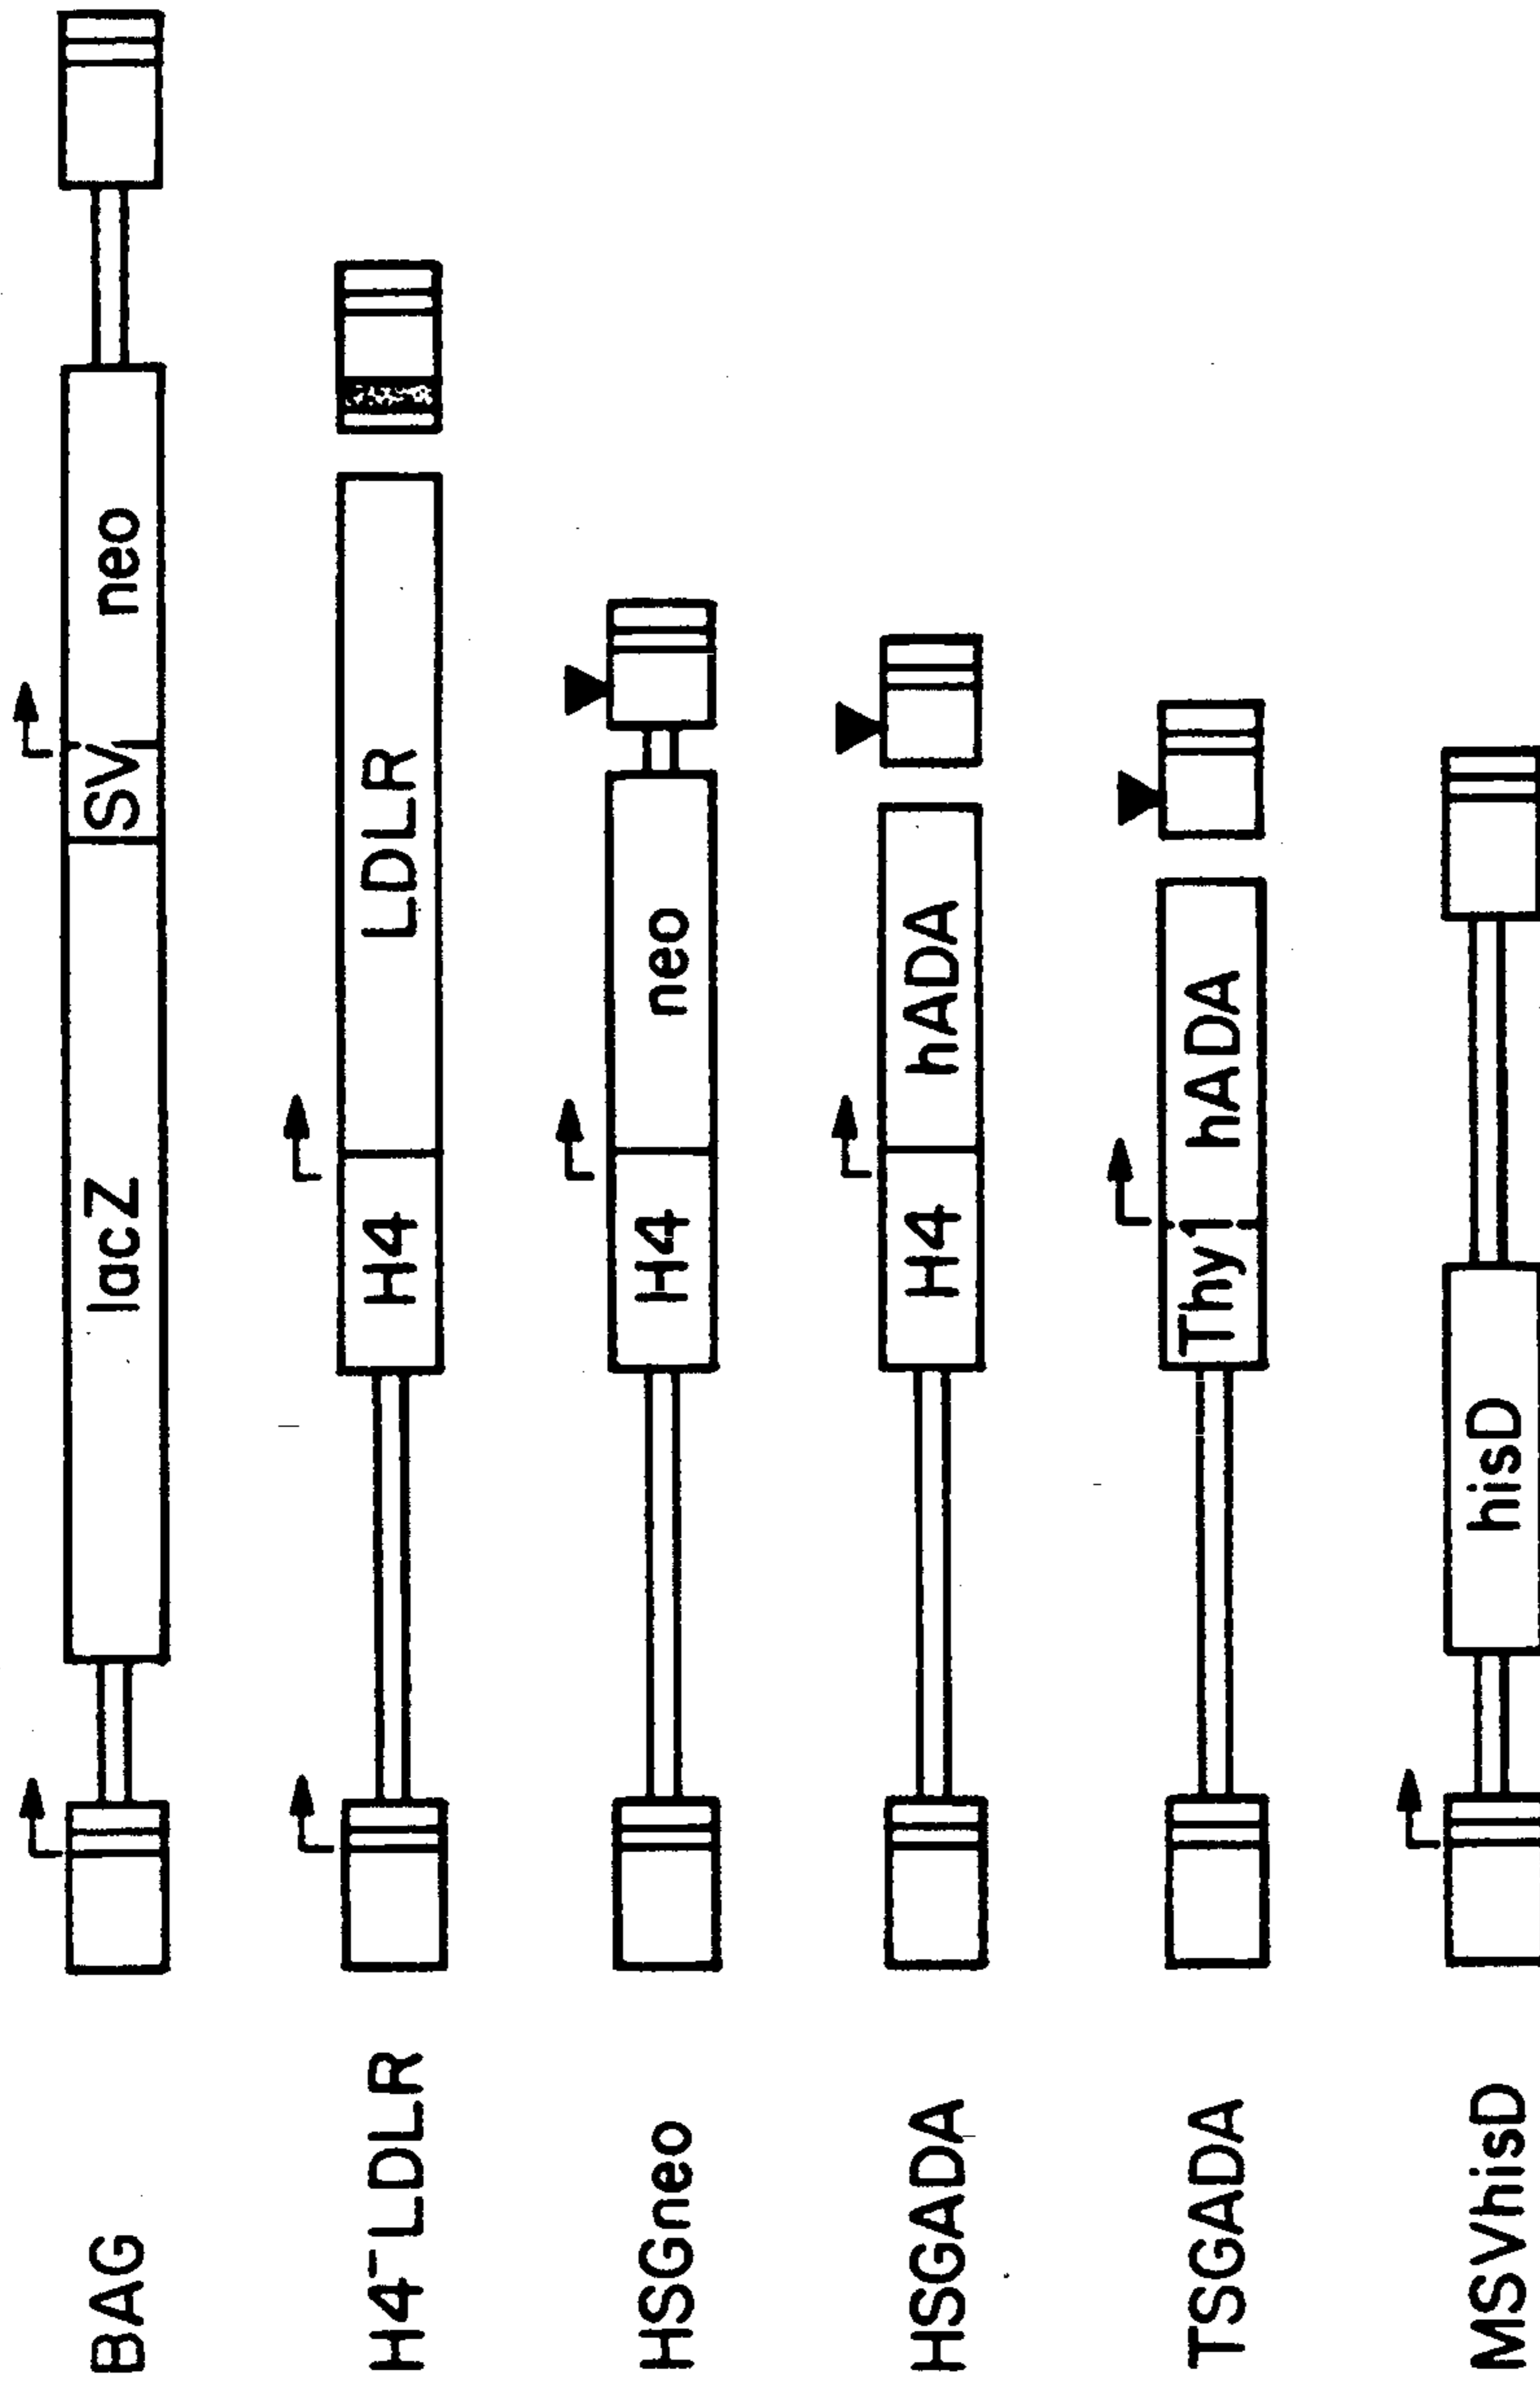 BAG lacZ SV neo
H4-LDLR H4 LDLR
HSGneo H4 neo
HSGADA H4 hADA
TSGADA Thy1 hADA
MSVhisD hisD